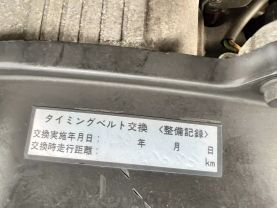 タイミングベルト交換 〈整備記録〉
交換実施年月日： 年 月 日
交換時走行距離： km